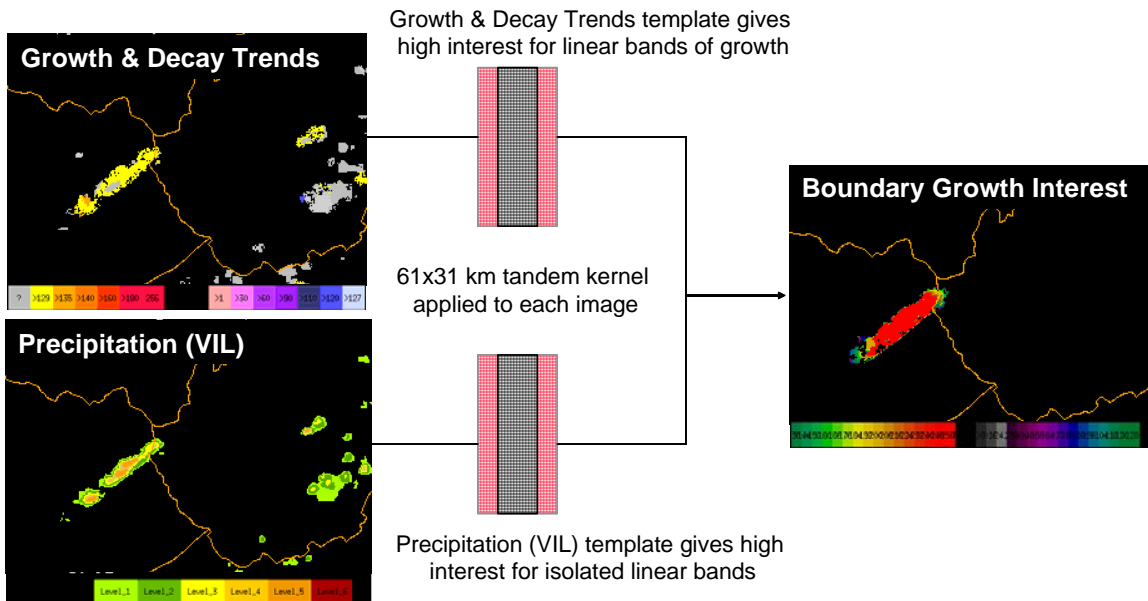 Growth & Decay Trends template gives
high interest for linear bands of growth
Growth & Decay Trends
? >129 >135 >140 >160 >180 255 >1 >30 >60 >90 >110 >120 >127
61x31 km tandem kernel
applied to each image
Boundary Growth Interest
Precipitation (VIL)
Level_1 Level_2 Level_3 Level_4 Level_5 Level_6
Precipitation (VIL) template gives high
interest for isolated linear bands